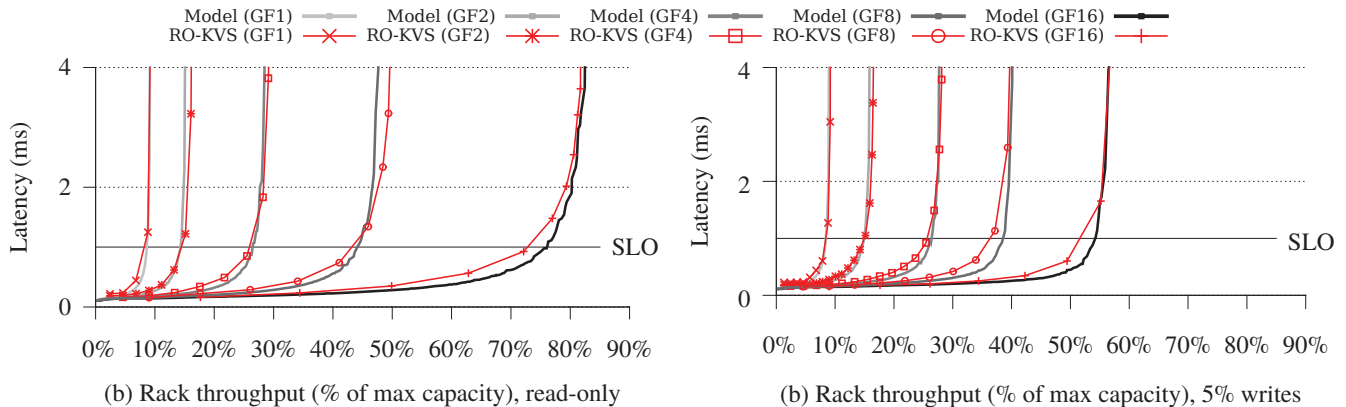 Model (GF1) Model (GF2) Model (GF4) Model (GF8) Model (GF16)
RO-KVS (GF1) RO-KVS (GF2) RO-KVS (GF4) RO-KVS (GF8) RO-KVS (GF16)
Latency (ms)
4
2
0
SLO
0% 10% 20% 30% 40% 50% 60% 70% 80% 90%
(b) Rack throughput (% of max capacity), read-only
Latency (ms)
4
2
0
SLO
0% 10% 20% 30% 40% 50% 60% 70% 80% 90%
(b) Rack throughput (% of max capacity), 5% writes